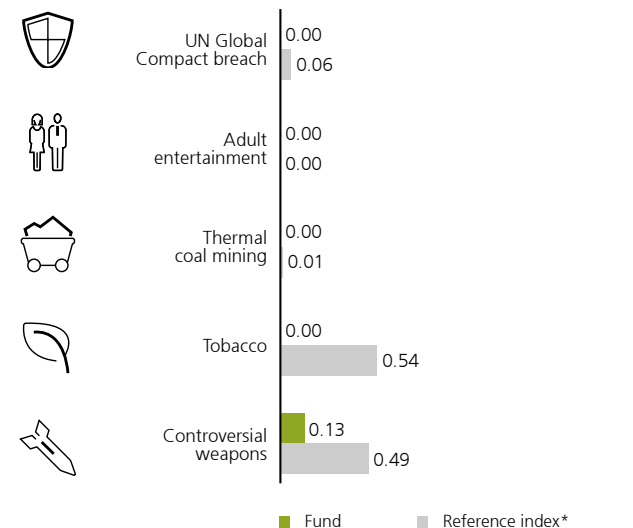 UN Global
Compact breach
0.00
0.06
Adult
entertainment
0.00
0.00
Thermal
coal mining
0.00
0.01
Tobacco
0.00
0.54
Controversial
weapons
0.13
0.49
Fund
Reference index*